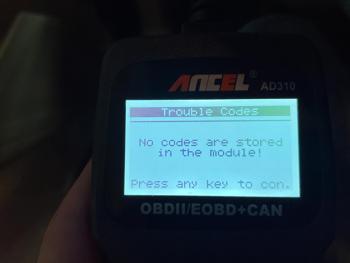 ANCEL®
AD310
Trouble Codes
No codes are stored
in the module!
Press any key to con.
OBDII/EOBD+CAN